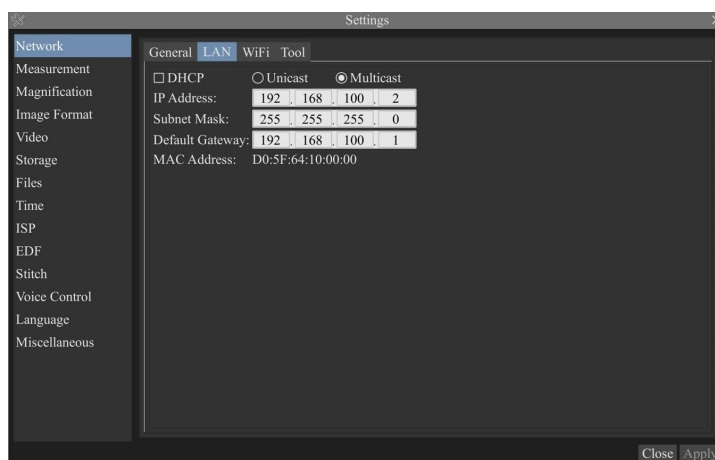 Settings
Network
Measurement
Magnification
Image Format
Video
Storage
Files
Time
ISP
EDF
Stitch
Voice Control
Language
Miscellaneous
General LAN WiFi Tool
DHCP Unicast Multicast
IP Address: 192 . 168 . 100 . 2
Subnet Mask: 255 . 255 . 255 . 0
Default Gateway: 192 . 168 . 100 . 1
MAC Address: D0:5F:64:10:00:00
Close Apply